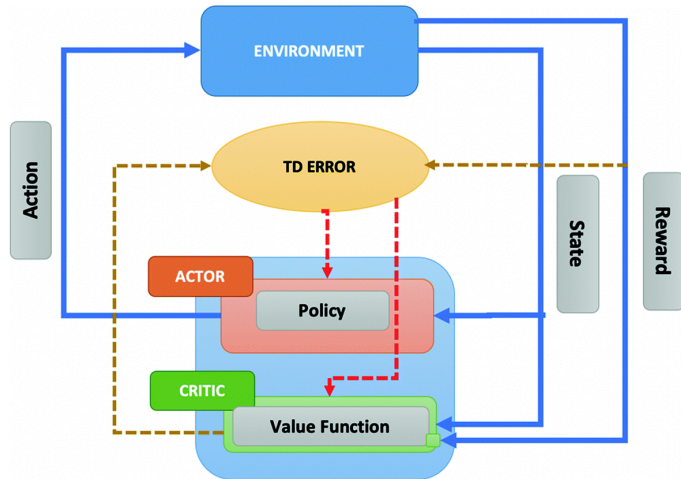 ENVIRONMENT
TD ERROR
Action
State
Reward
ACTOR
Policy
CRITIC
Value Function